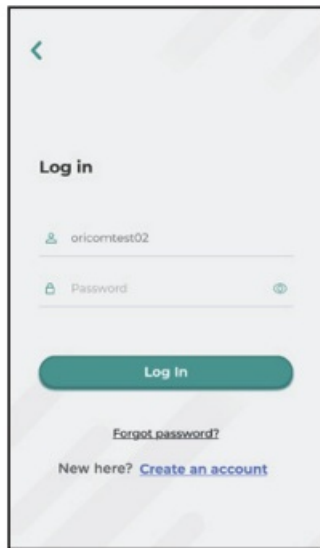 Log in
oricomtest02
Password
Log In
Forgot password?
New here? Create an account